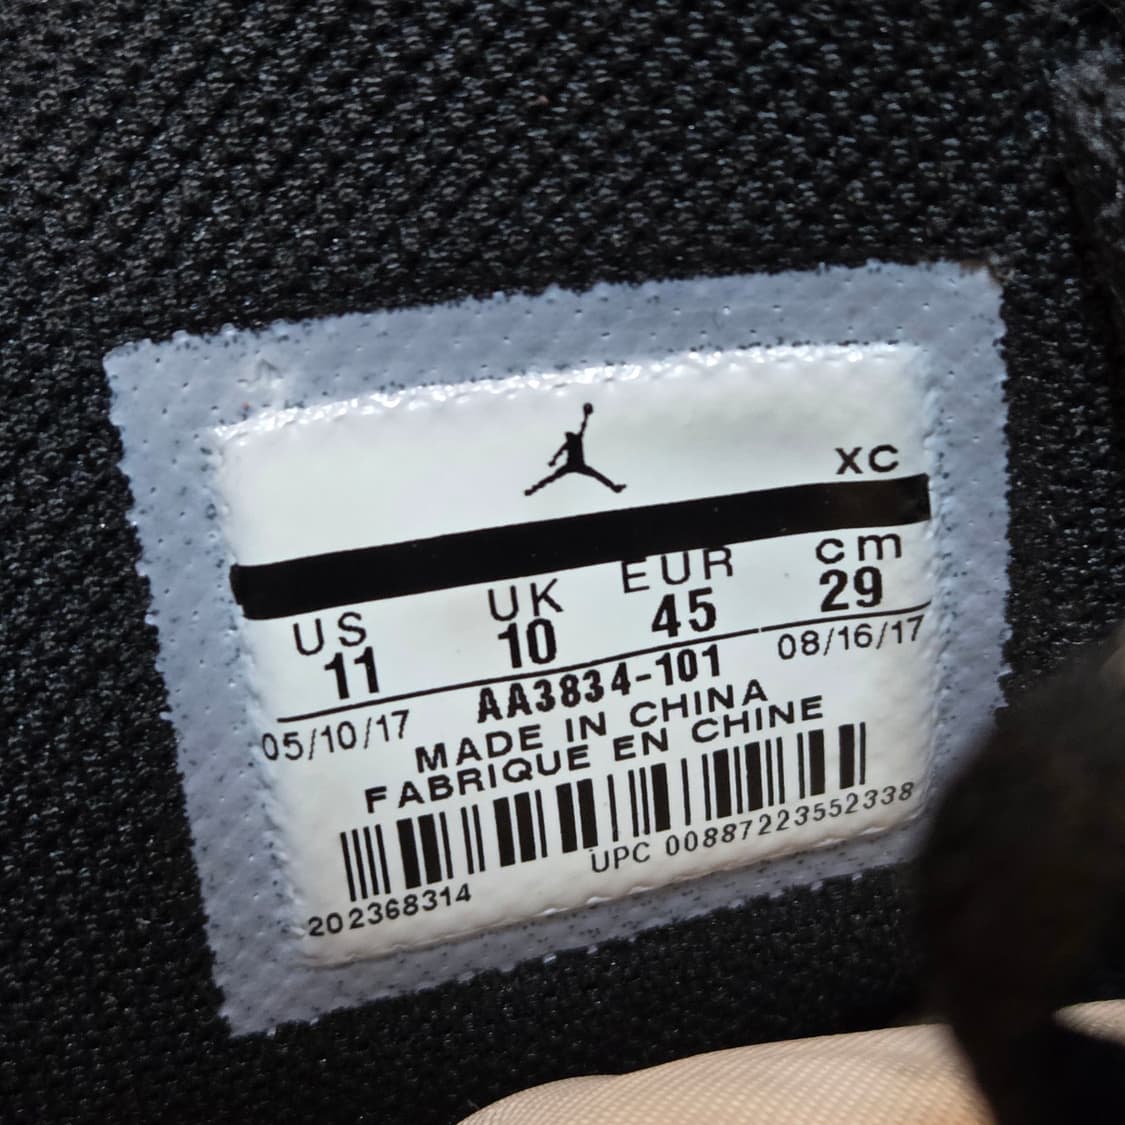 XC
US UK EUR cm
11 10 45 29
05/10/17 AA3834-101 08/16/17
MADE IN CHINA
FABRIQUE EN CHINE
202368314 UPC 00887223552338